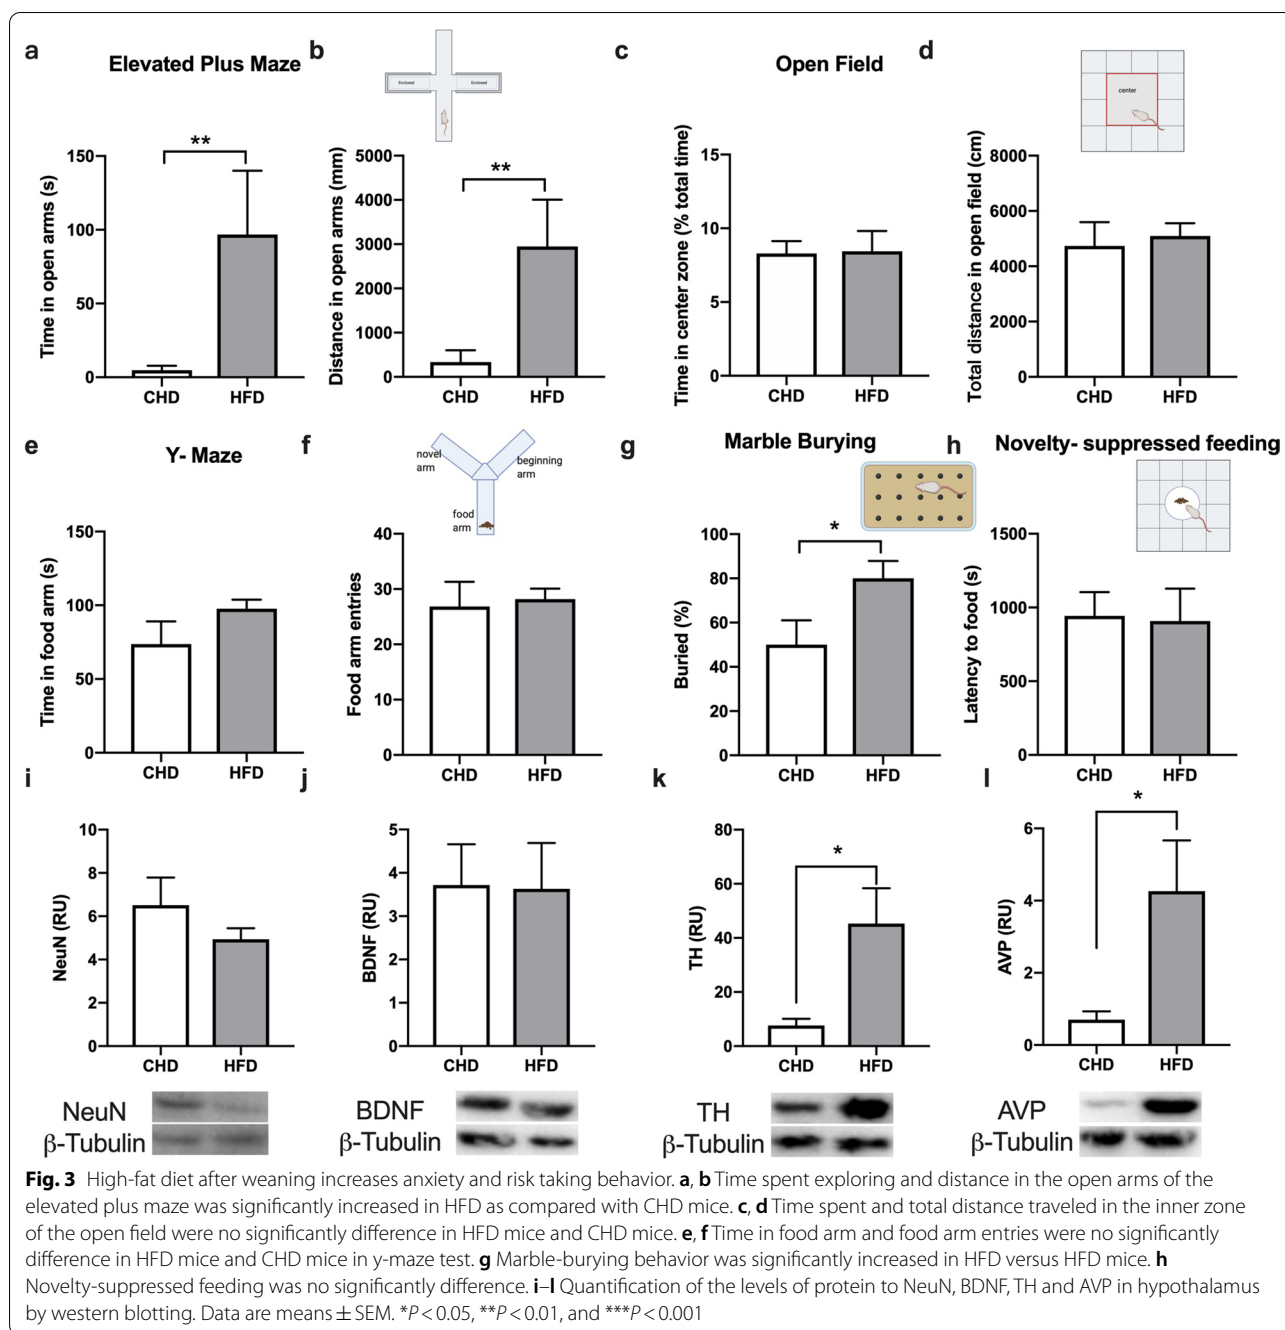 a
Elevated Plus Maze
b
Enclosed
Enclosed
c
Open Field
d
center
Time in open arms (s)
150
100
50
0
**
CHD
HFD
Distance in open arms (mm)
5000
4000
3000
2000
1000
0
**
CHD
HFD
Time in center zone (% total time)
15
10
5
0
CHD
HFD
Total distance in open field (cm)
8000
6000
4000
2000
0
CHD
HFD
e
Y- Maze
f
novel
arm
beginning
arm
food
arm
g
Marble Burying
h
Novelty- suppressed feeding
Time in food arm (s)
150
100
50
0
CHD
HFD
Food arm entries
40
30
20
10
0
CHD
HFD
Buried (%)
100
80
60
40
20
0
*
CHD
HFD
Latency to food (s)
1500
1000
500
0
CHD
HFD
i
NeuN (RU)
10
8
6
4
2
0
CHD
HFD
NeuN
β-Tubulin
j
BDNF (RU)
5
4
3
2
1
0
CHD
HFD
BDNF
β-Tubulin
k
TH (RU)
80
60
40
20
0
*
CHD
HFD
TH
β-Tubulin
l
AVP (RU)
6
4
2
0
*
CHD
HFD
AVP
β-Tubulin
Fig. 3 High-fat diet after weaning increases anxiety and risk taking behavior. a, b Time spent exploring and distance in the open arms of the
elevated plus maze was significantly increased in HFD as compared with CHD mice. c, d Time spent and total distance traveled in the inner zone
of the open field were no significantly difference in HFD mice and CHD mice. e, f Time in food arm and food arm entries were no significantly
difference in HFD mice and CHD mice in y-maze test. g Marble-burying behavior was significantly increased in HFD versus HFD mice. h
Novelty-suppressed feeding was no significantly difference. i–l Quantification of the levels of protein to NeuN, BDNF, TH and AVP in hypothalamus
by western blotting. Data are means ± SEM. *P < 0.05, **P < 0.01, and ***P < 0.001